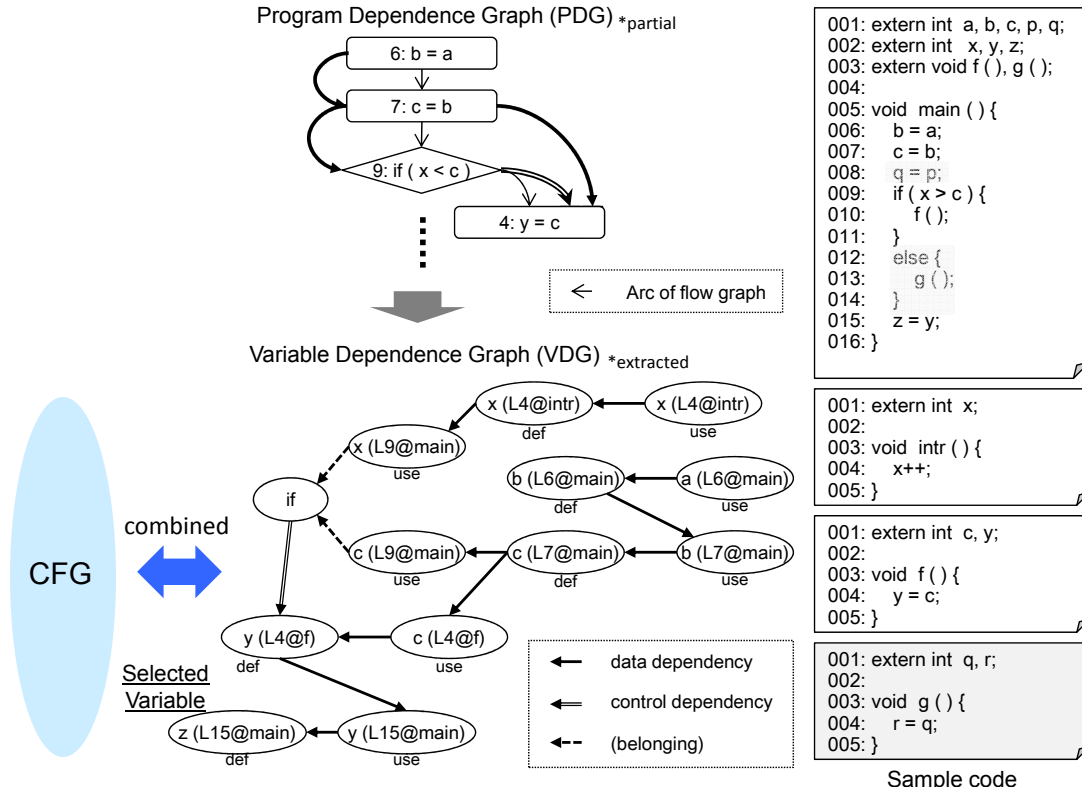 Program Dependence Graph (PDG) *partial
6: b = a
7: c = b
9: if ( x < c )
4: y = c
Arc of flow graph
Variable Dependence Graph (VDG) *extracted
x (L4@intr)
def
x (L4@intr)
use
x (L9@main)
use
b (L6@main)
def
a (L6@main)
use
if
c (L9@main)
use
c (L7@main)
def
b (L7@main)
use
CFG
combined
y (L4@f)
def
c (L4@f)
use
Selected
Variable
z (L15@main)
def
y (L15@main)
use
data dependency
control dependency
(belonging)
001: extern int a, b, c, p, q;
002: extern int x, y, z;
003: extern void f ( ), g ( );
004:
005: void main ( ) {
006: b = a;
007: c = b;
008: q = p;
009: if ( x > c ) {
010: f ( );
011: }
012: else {
013: g ( );
014: }
015: z = y;
016: }
001: extern int x;
002:
003: void intr ( ) {
004: x++;
005: }
001: extern int c, y;
002:
003: void f ( ) {
004: y = c;
005: }
001: extern int q, r;
002:
003: void g ( ) {
004: r = q;
005: }
Sample code